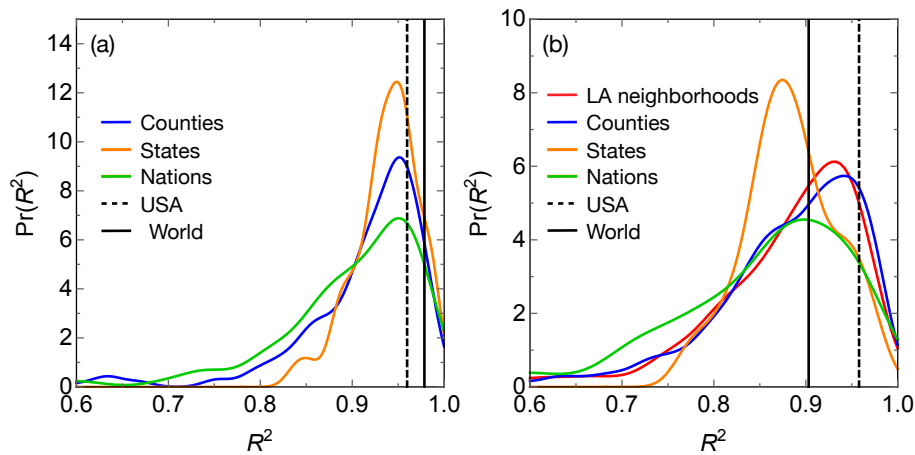 (a)
Pr(R²)
14
12
10
8
6
4
2
0
Counties
States
Nations
USA
World
0.6 0.7 0.8 0.9 1.0
R²
(b)
Pr(R²)
10
8
6
4
2
0
LA neighborhoods
Counties
States
Nations
USA
World
0.6 0.7 0.8 0.9 1.0
R²